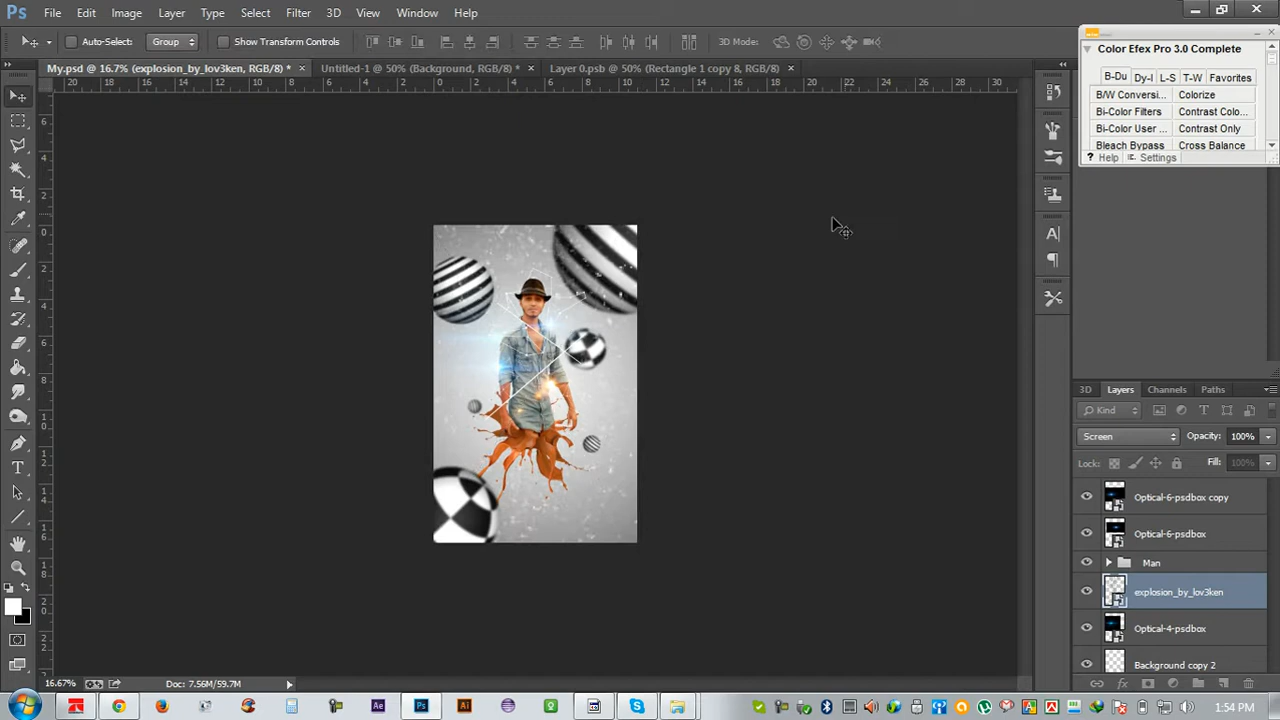 Ps File Edit Image Layer Type Select Filter 3D View Window Help
Auto-Select: Group Show Transform Controls 3D Mode:
My.psd @ 16.7% (explosion_by_lov3ken, RGB/8) * × Untitled-1 @ 50% (Background, RGB/8) * × Layer 0.psb @ 50% (Rectangle 1 copy 8, RGB/8) ×
Color Efex Pro 3.0 Complete
B-Du Dy-I L-S T-W Favorites
B/W Conversi... Colorize
Bi-Color Filters Contrast Colo...
Bi-Color User ... Contrast Only
Bleach Bypass Cross Balance
? Help Settings
3D Layers Channels Paths
Kind
Screen Opacity: 100%
Lock: Fill: 100%
Optical-6-psdbox copy
Optical-6-psdbox
Man
explosion_by_lov3ken
Optical-4-psdbox
Background copy 2
16.67% Doc: 7.56M/59.7M
Ae Ps Ai
1:54 PM